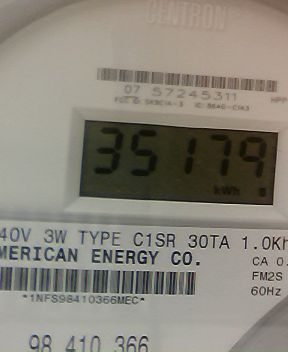 CENTRON
07 57245311
35179
kWh
40V 3W TYPE C1SR 30TA 1.0Kh
MERICAN ENERGY CO.
CA 0.
FM2S
*1NFS98410366MEC*
60Hz
98 410 366